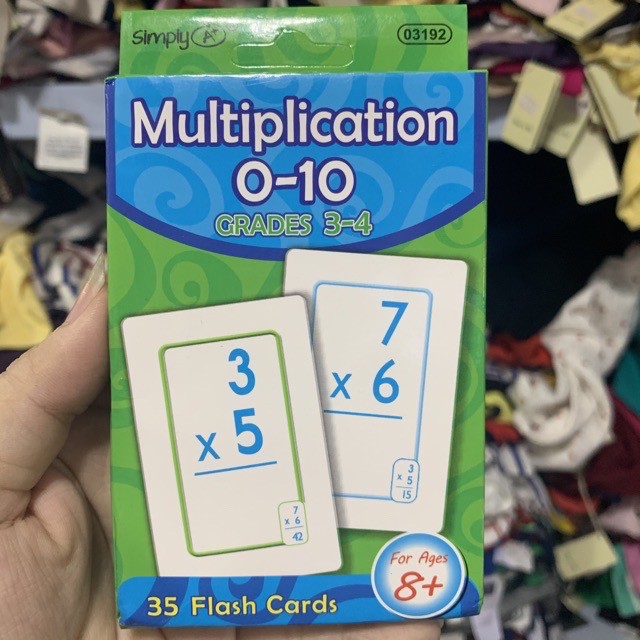 Simply A+
03192
Multiplication
0-10
GRADES 3-4
7
x 6
3
x 5
3
x 5
15
7
x 6
42
For Ages
8+
35 Flash Cards